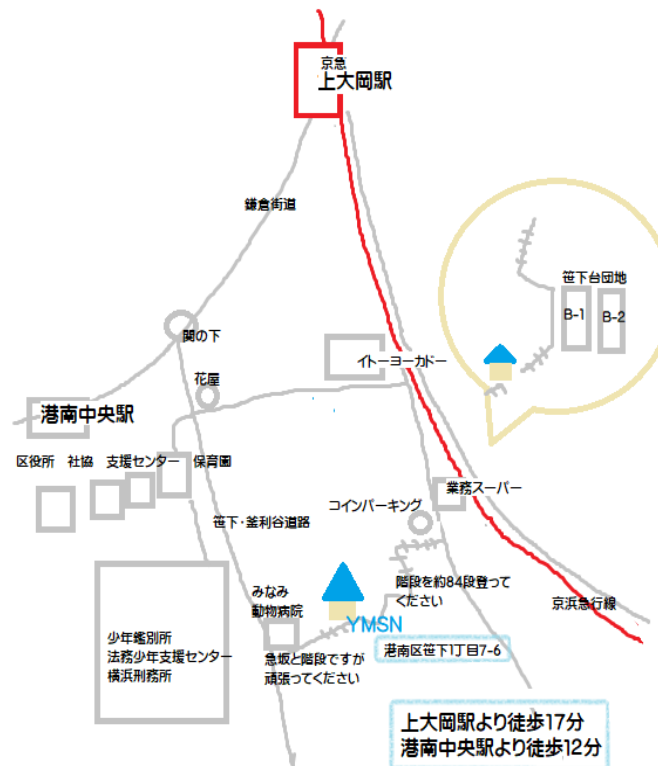 京急
上大岡駅
鎌倉街道
笹下台団地
B-1
B-2
関の下
イトーヨーカドー
花屋
港南中央駅
区役所 社協 支援センター 保育園
業務スーパー
コインパーキング
笹下・釜利谷道路
階段を約84段登って
ください
京浜急行線
みなみ
動物病院
YMSN
港南区笹下1丁目7-6
急坂と階段ですが
頑張ってください
少年鑑別所
法務少年支援センター
横浜刑務所
上大岡駅より徒歩17分
港南中央駅より徒歩12分